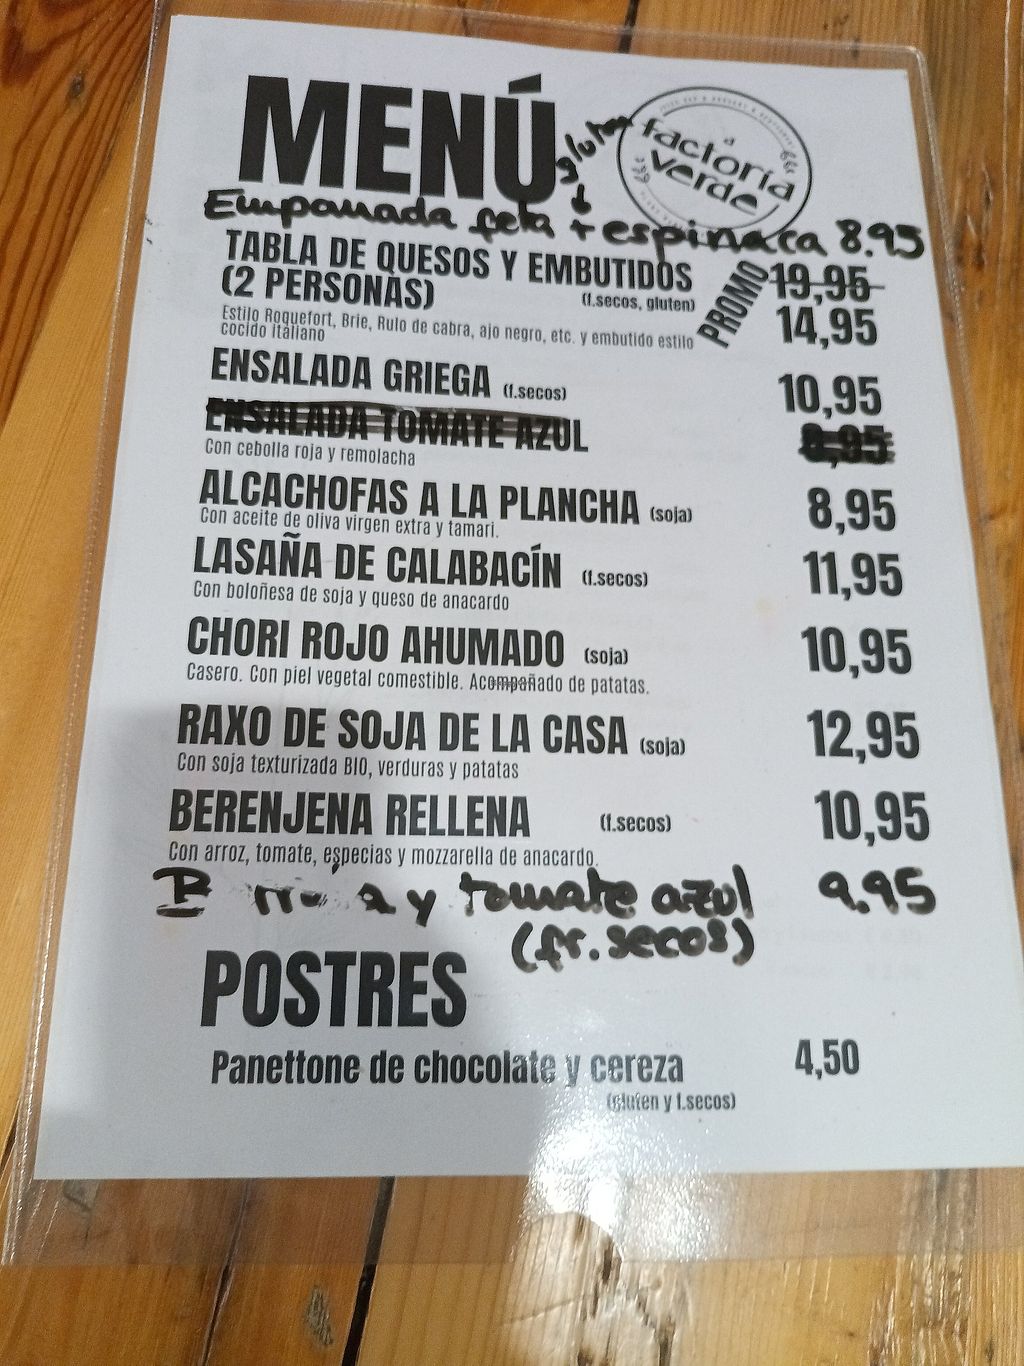 MENÚ
a
factoría
verde
gluten
Empanada feta + espinaca 8.95
TABLA DE QUESOS Y EMBUTIDOS 19,95
(2 PERSONAS) (f.secos, gluten) PROMO 14,95
Estilo Roquefort, Brie, Rulo de cabra, ajo negro, etc. y embutido estilo
cocido italiano
ENSALADA GRIEGA (f.secos) 10,95
ENSALADA TOMATE AZUL 8,95
Con cebolla roja y remolacha
ALCACHOFAS A LA PLANCHA (soja) 8,95
Con aceite de oliva virgen extra y tamari.
LASAÑA DE CALABACÍN (f.secos) 11,95
Con boloñesa de soja y queso de anacardo
CHORI ROJO AHUMADO (soja) 10,95
Casero. Con piel vegetal comestible. Acompañado de patatas.
RAXO DE SOJA DE LA CASA (soja) 12,95
Con soja texturizada BIO, verduras y patatas
BERENJENA RELLENA (f.secos) 10,95
Con arroz, tomate, especias y mozzarella de anacardo.
y tomate azul 9.95
(fr.secos)
POSTRES
Panettone de chocolate y cereza 4,50
(gluten y f.secos)